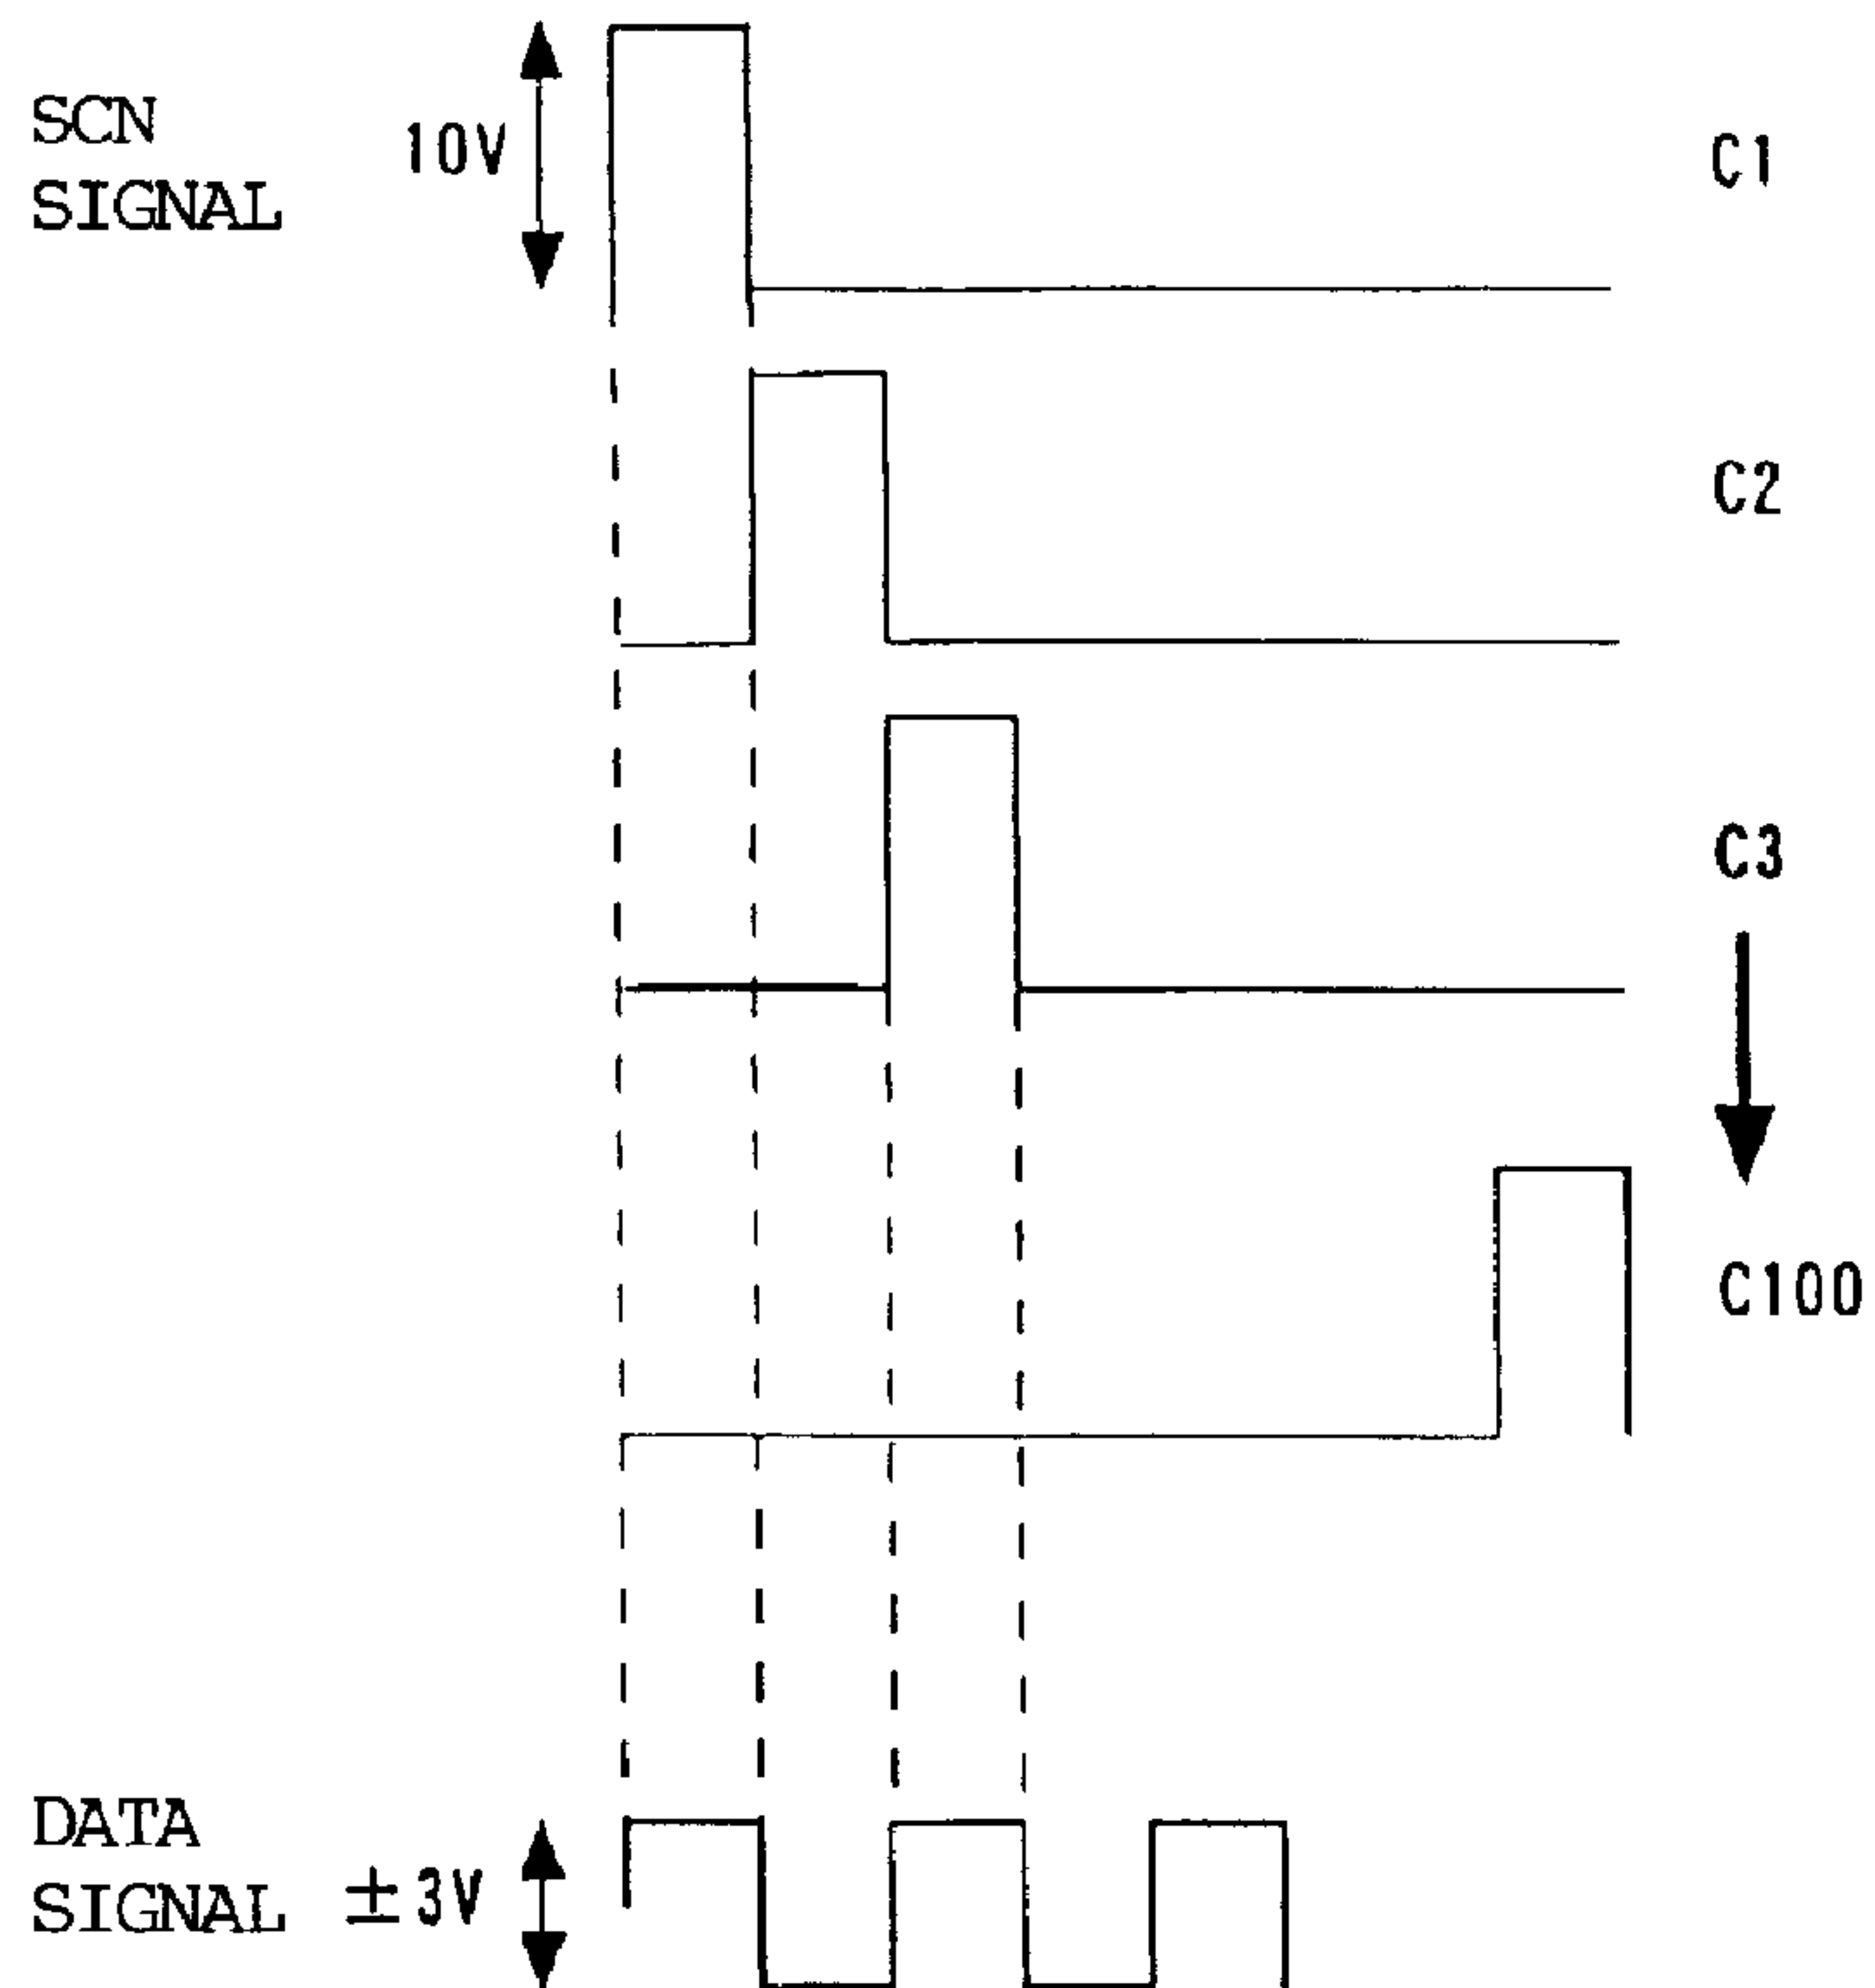 SCN
SIGNAL
10V
C1
C2
C3
C100
DATA
SIGNAL
±3V